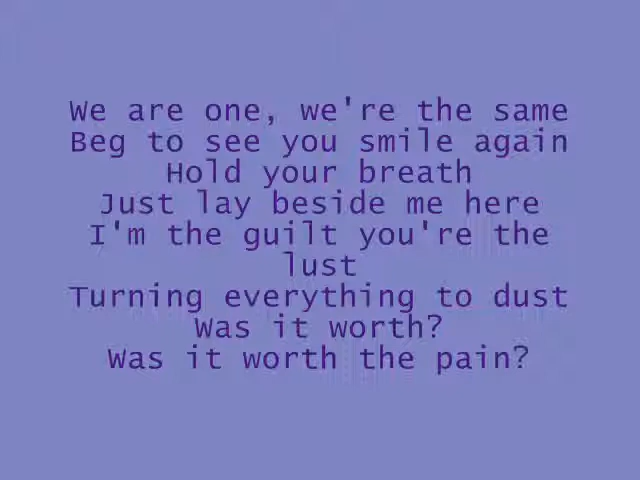 We are one, we're the same
Beg to see you smile again
Hold your breath
Just lay beside me here
I'm the guilt you're the
lust
Turning everything to dust
Was it worth?
Was it worth the pain?